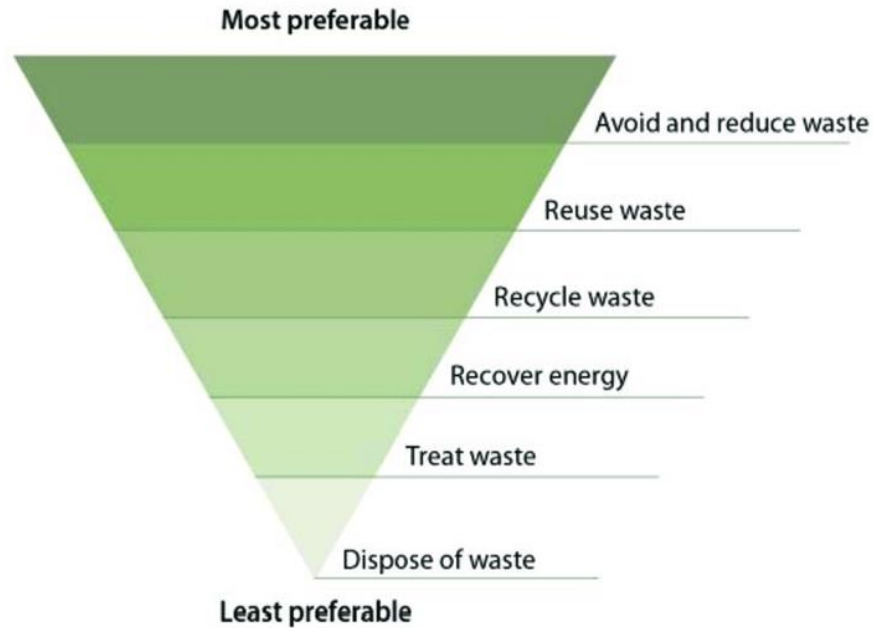 Most preferable
Avoid and reduce waste
Reuse waste
Recycle waste
Recover energy
Treat waste
Dispose of waste
Least preferable